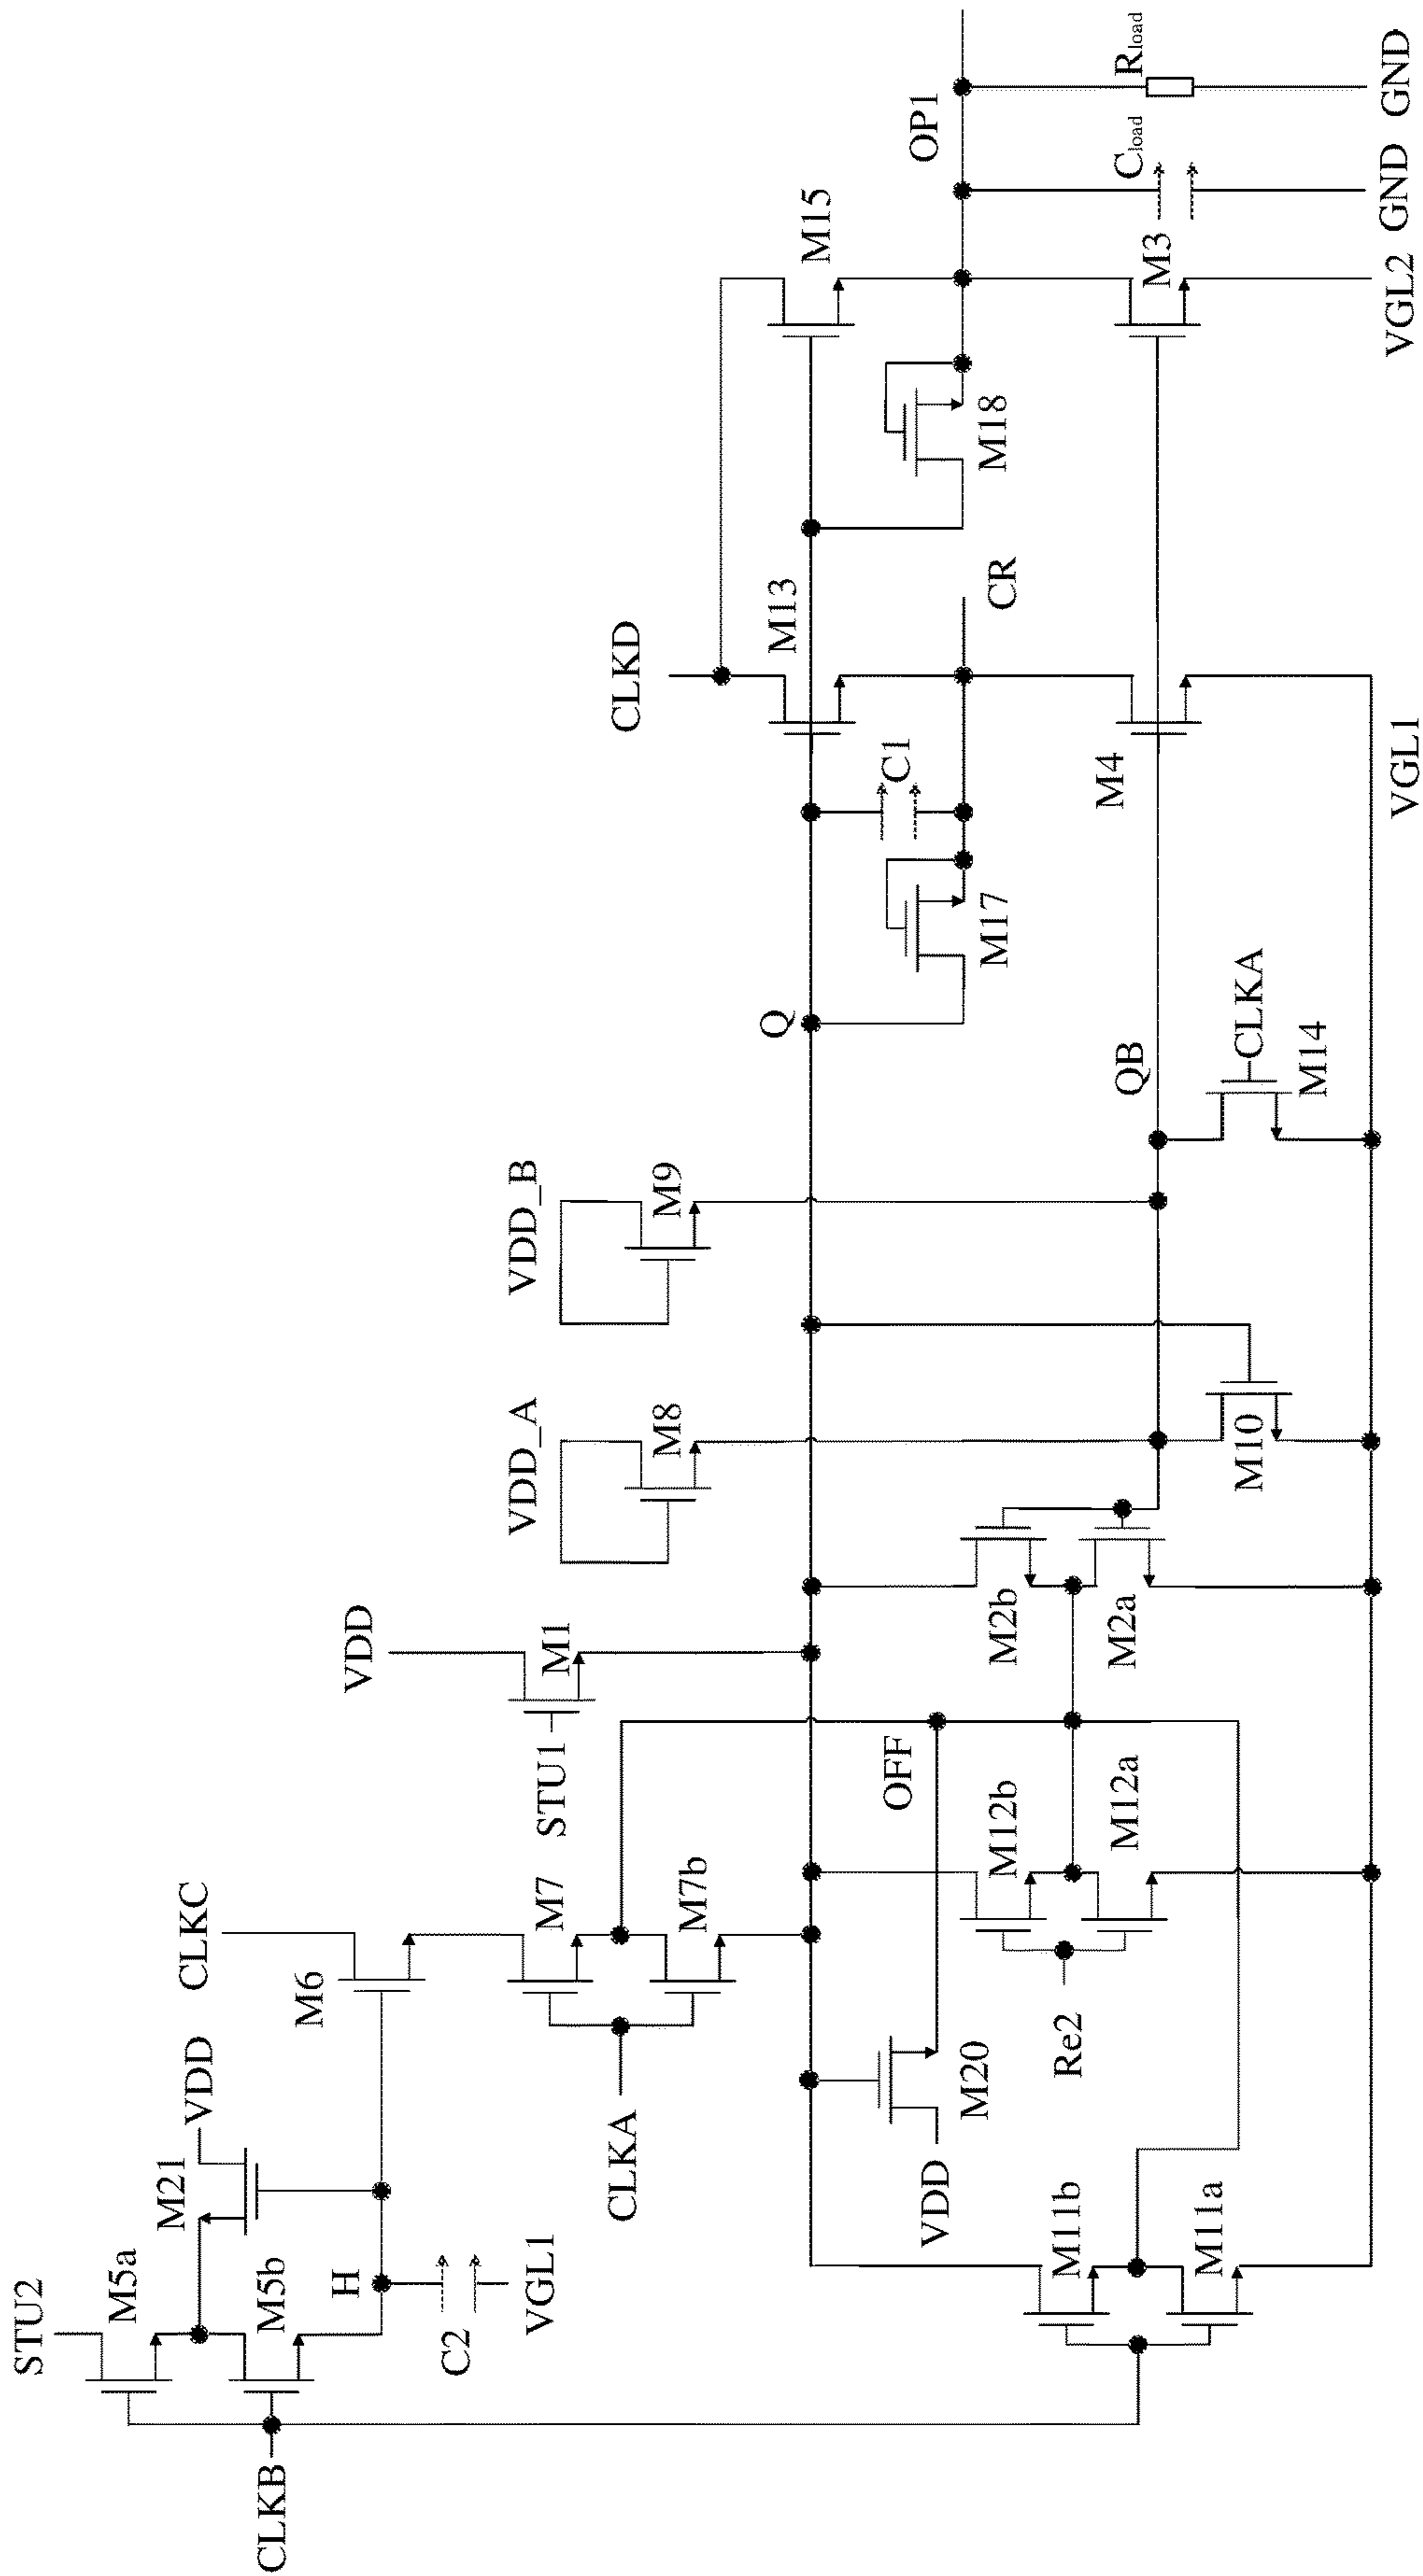 STU2
M5a
M21
VDD
CLKC
M5b
M6
H
C2
VGL1
CLKB
CLKA
M7
M7b
STU1
VDD
M1
VDD_A
M8
VDD_B
M9
CLKD
Q
M13
M15
C1
M17
CR
M18
OP1
VDD
M20
OFF
M12b
M12a
Re2
M11b
M11a
M2b
M2a
M10
QB
CLKA
M14
M4
M3
Cload
Rload
VGL1
VGL2
GND
GND